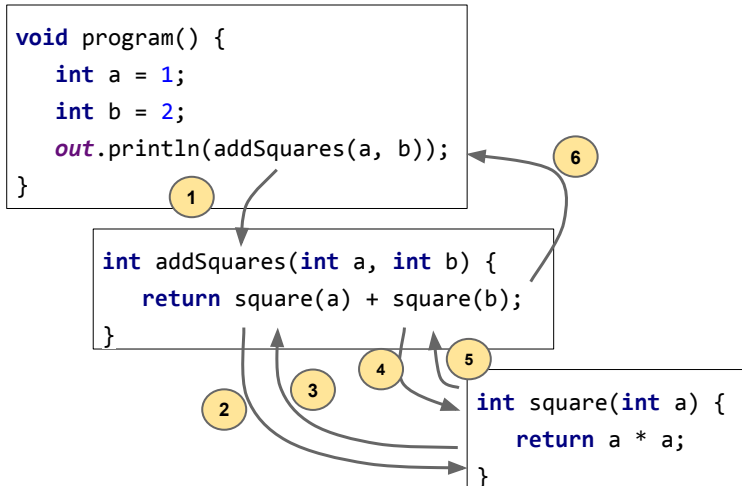 void program() {
int a = 1;
int b = 2;
out.println(addSquares(a, b));
}
6
1
int addSquares(int a, int b) {
return square(a) + square(b);
}
5
4
3
2
int square(int a) {
return a * a;
}